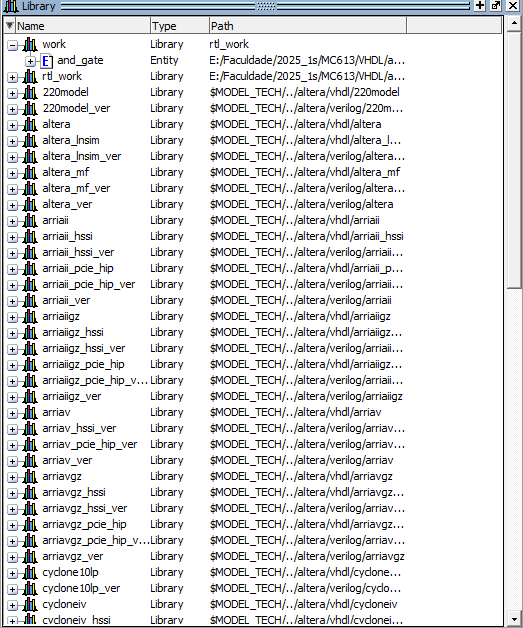 Library
Name Type Path
work Library rtl_work
E and_gate Entity E:/Faculdade/2025_1s/MC613/VHDL/a...
rtl_work Library E:/Faculdade/2025_1s/MC613/VHDL/a...
220model Library $MODEL_TECH/../altera/vhdl/220model
220model_ver Library $MODEL_TECH/../altera/verilog/220m...
altera Library $MODEL_TECH/../altera/vhdl/altera
altera_lnsim Library $MODEL_TECH/../altera/vhdl/altera_l...
altera_lnsim_ver Library $MODEL_TECH/../altera/verilog/altera...
altera_mf Library $MODEL_TECH/../altera/vhdl/altera_mf
altera_mf_ver Library $MODEL_TECH/../altera/verilog/altera...
altera_ver Library $MODEL_TECH/../altera/verilog/altera
arriaii Library $MODEL_TECH/../altera/vhdl/arriaii
arriaii_hssi Library $MODEL_TECH/../altera/vhdl/arriaii_hssi
arriaii_hssi_ver Library $MODEL_TECH/../altera/verilog/arriaii...
arriaii_pcie_hip Library $MODEL_TECH/../altera/vhdl/arriaii_p...
arriaii_pcie_hip_ver Library $MODEL_TECH/../altera/verilog/arriaii...
arriaii_ver Library $MODEL_TECH/../altera/verilog/arriaii
arriaiigz Library $MODEL_TECH/../altera/vhdl/arriaiigz
arriaiigz_hssi Library $MODEL_TECH/../altera/vhdl/arriaiigz...
arriaiigz_hssi_ver Library $MODEL_TECH/../altera/verilog/arriaii...
arriaiigz_pcie_hip Library $MODEL_TECH/../altera/vhdl/arriaiigz...
arriaiigz_pcie_hip_v... Library $MODEL_TECH/../altera/verilog/arriaii...
arriaiigz_ver Library $MODEL_TECH/../altera/verilog/arriaiigz
arriav Library $MODEL_TECH/../altera/vhdl/arriav
arriav_hssi_ver Library $MODEL_TECH/../altera/verilog/arriav...
arriav_pcie_hip_ver Library $MODEL_TECH/../altera/verilog/arriav...
arriav_ver Library $MODEL_TECH/../altera/verilog/arriav
arriavgz Library $MODEL_TECH/../altera/vhdl/arriavgz
arriavgz_hssi Library $MODEL_TECH/../altera/vhdl/arriavgz...
arriavgz_hssi_ver Library $MODEL_TECH/../altera/verilog/arriav...
arriavgz_pcie_hip Library $MODEL_TECH/../altera/vhdl/arriavgz...
arriavgz_pcie_hip_v... Library $MODEL_TECH/../altera/verilog/arriav...
arriavgz_ver Library $MODEL_TECH/../altera/verilog/arriavgz
cyclone10lp Library $MODEL_TECH/../altera/vhdl/cyclone...
cyclone10lp_ver Library $MODEL_TECH/../altera/verilog/cyclo...
cycloneiv Library $MODEL_TECH/../altera/vhdl/cycloneiv
cycloneiv_hssi Library $MODEL_TECH/../altera/vhdl/cycloneiv...